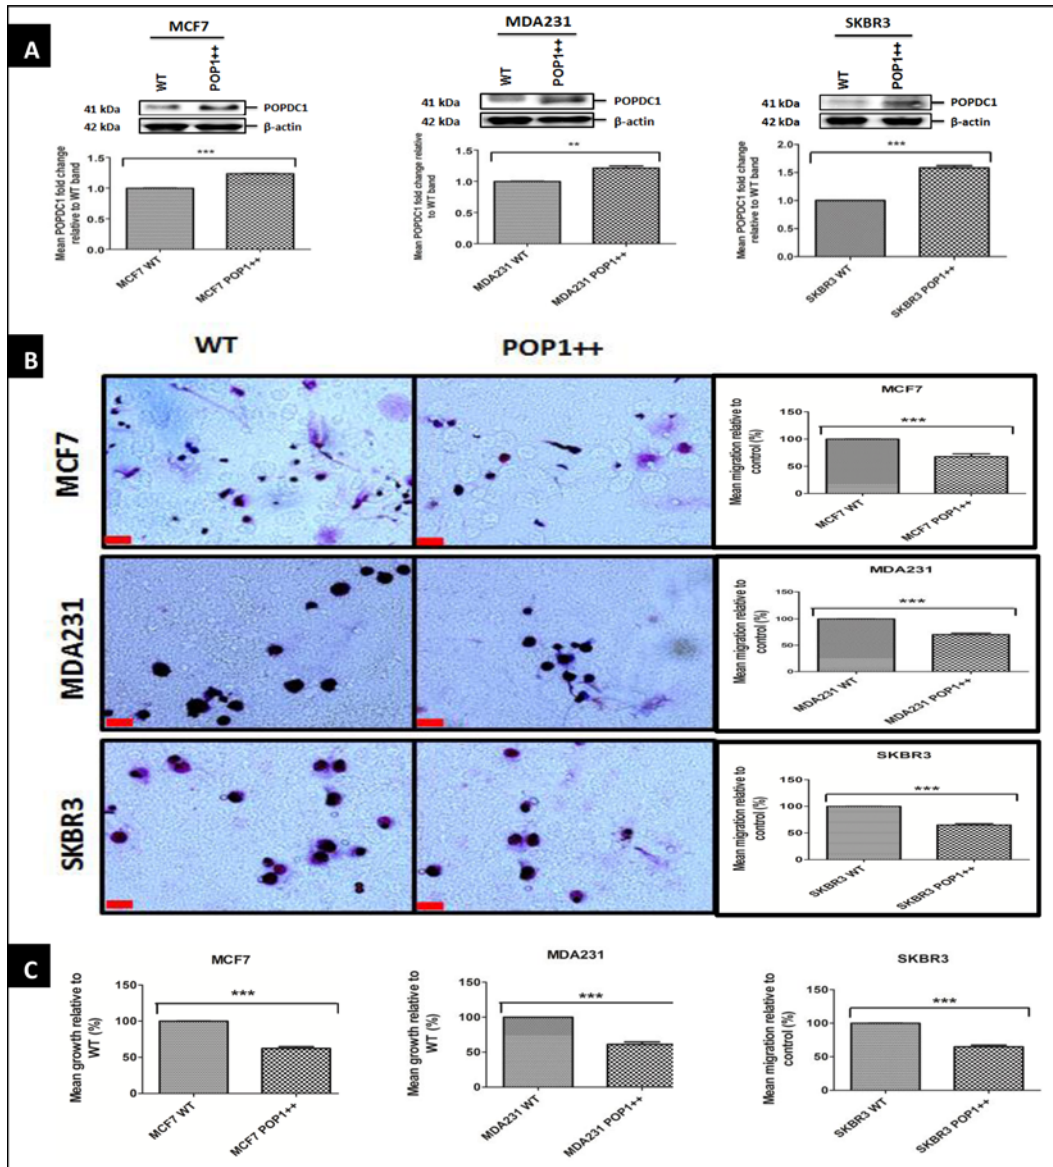 A
MCF7
WT
POP1++
41 kDa
POPDC1
42 kDa
β-actin
Mean POPDC1 fold change
relative to WT band
1.5
1.0
0.5
0.0
***
MCF7 WT
MCF7 POP1++
MDA231
WT
POP1++
41 kDa
POPDC1
42 kDa
β-actin
Mean POPDC1 fold change relative
to WT band
1.5
1.0
0.5
0.0
**
MDA231 WT
MDA231 POP1++
SKBR3
WT
POP1++
41 kDa
POPDC1
42 kDa
β-actin
Mean POPDC1 fold change
relative to WT band
2.0
1.5
1.0
0.5
0.0
***
SKBR3 WT
SKBR3 POP1++
B
WT
POP1++
MCF7
MCF7
Mean migration relative to
control (%)
150
100
50
0
***
MCF7 WT
MCF7 POP1++
MDA231
MDA231
Mean migration relative to
control (%)
150
100
50
0
***
MDA231 WT
MDA231 POP1++
SKBR3
SKBR3
Mean migration relative to
control (%)
150
100
50
0
***
SKBR3 WT
SKBR3 POP1++
C
MCF7
Mean growth relative to
WT (%)
150
100
50
0
***
MCF7 WT
MCF7 POP1++
MDA231
Mean growth relative to
WT (%)
150
100
50
0
***
MDA231 WT
MDA231 POP1++
SKBR3
Mean migration relative to
control (%)
150
100
50
0
***
SKBR3 WT
SKBR3 POP1++